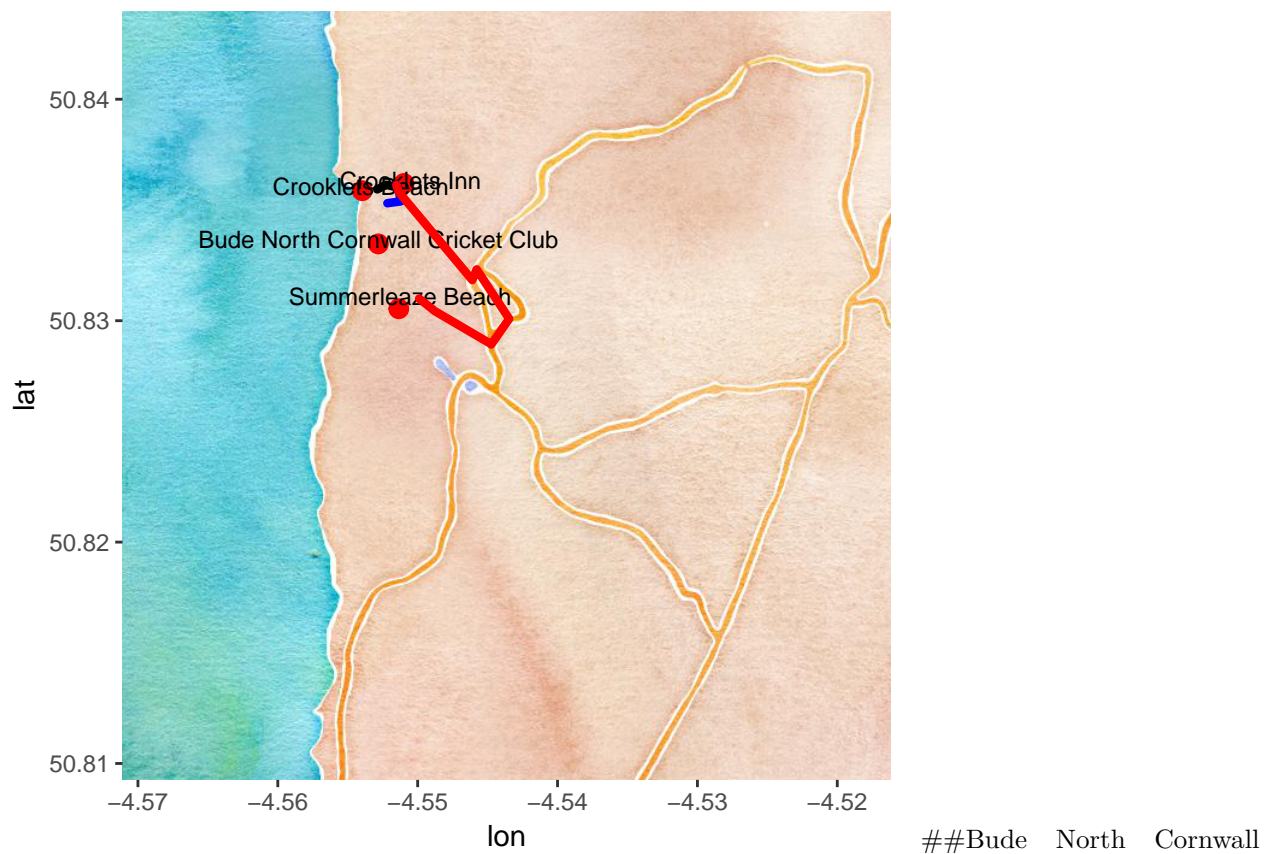 50.84
Crooklets Inn
Crooklets Beach
Bude North Cornwall Cricket Club
Summerleaze Beach
50.83
50.82
50.81
lat
−4.57 −4.56 −4.55 −4.54 −4.53 −4.52
lon
##Bude North Cornwall